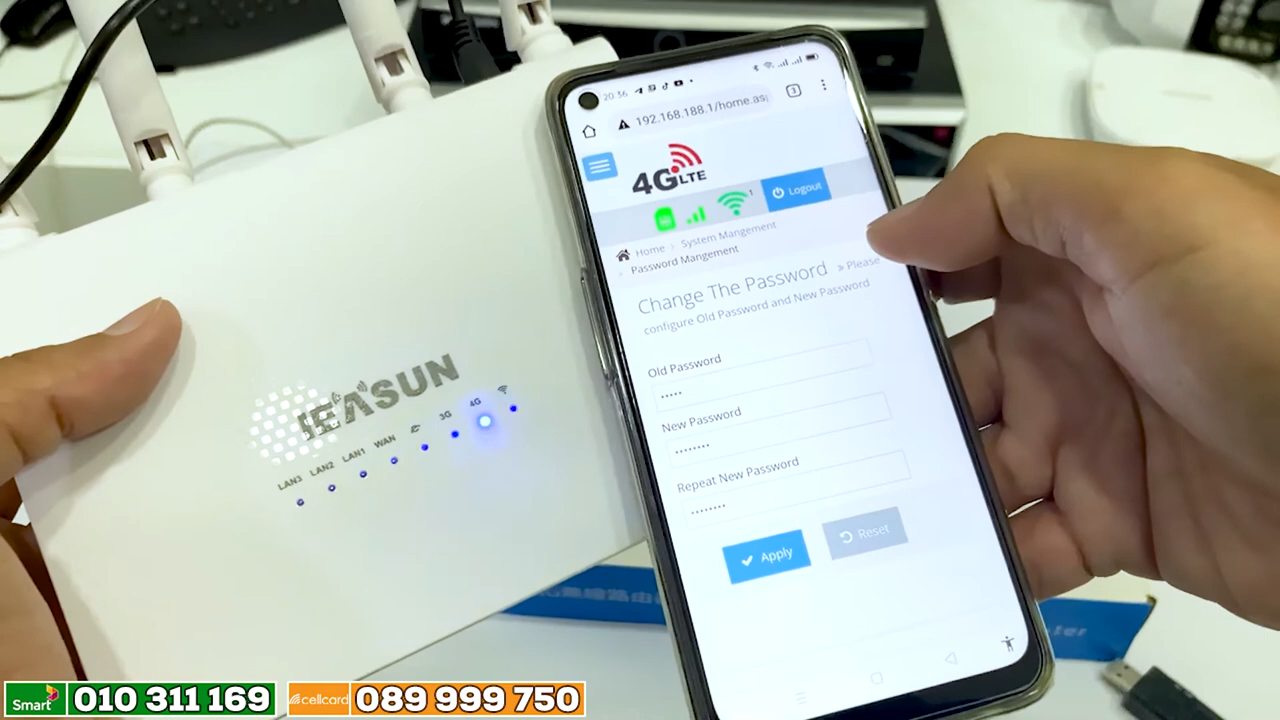 20:36
192.168.188.1/home.as
3
4G LTE
1
Logout
Home › System Mangement
› Password Mangement
Change The Password » Please
configure Old Password and New Password
Old Password
•••••
New Password
••••••••
Repeat New Password
••••••••
Apply
Reset
IEASUN
LAN3 LAN2 LAN1 WAN 3G 4G
Smart 010 311 169
cellcard 089 999 750